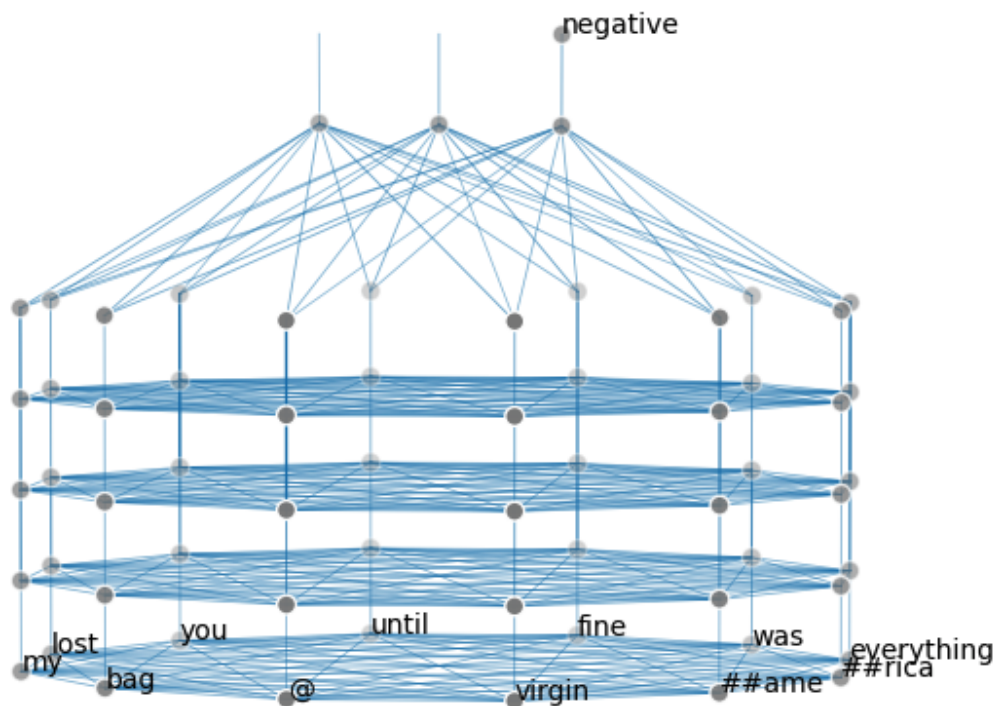 negative
until
fine
you
was
lost
everything
my
##rica
bag
##ame
@
virgin